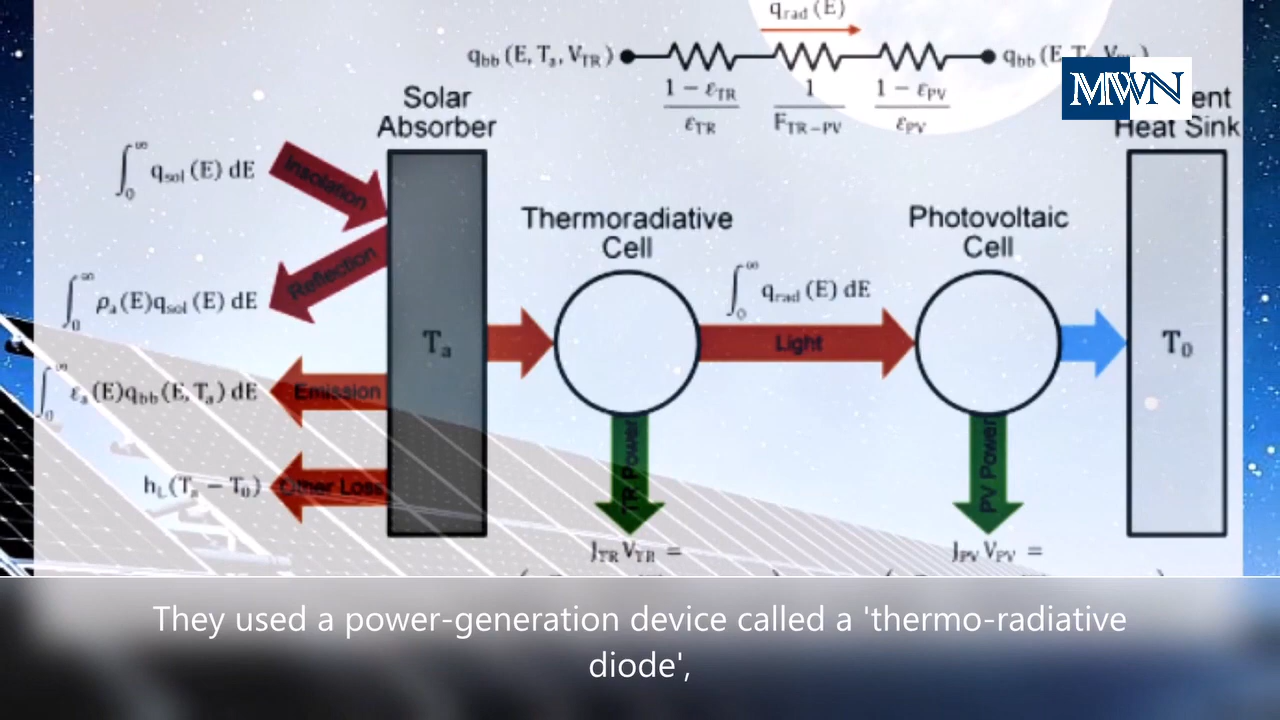 q_rad (E)
q_bb (E, T_a, V_TR)
q_bb (E,
1 − ε_TR
ε_TR
1
F_TR−PV
1 − ε_PV
ε_PV
MWN
Solar
Absorber
ent
Heat Sink
∫_0^∞ q_sol (E) dE
Insolation
Thermoradiative
Cell
Photovoltaic
Cell
Reflection
∫_0^∞ ρ_a(E)q_sol (E) dE
∫_0^∞ q_rad (E) dE
T_a
Light
T_0
∫_0^∞ ε_a(E)q_bb (E, T_a) dE
Emission
h_L(T_a − T_0)
Other Loss
TR Power
PV Power
J_TR V_TR =
J_PV V_PV =
They used a power-generation device called a 'thermo-radiative
diode',